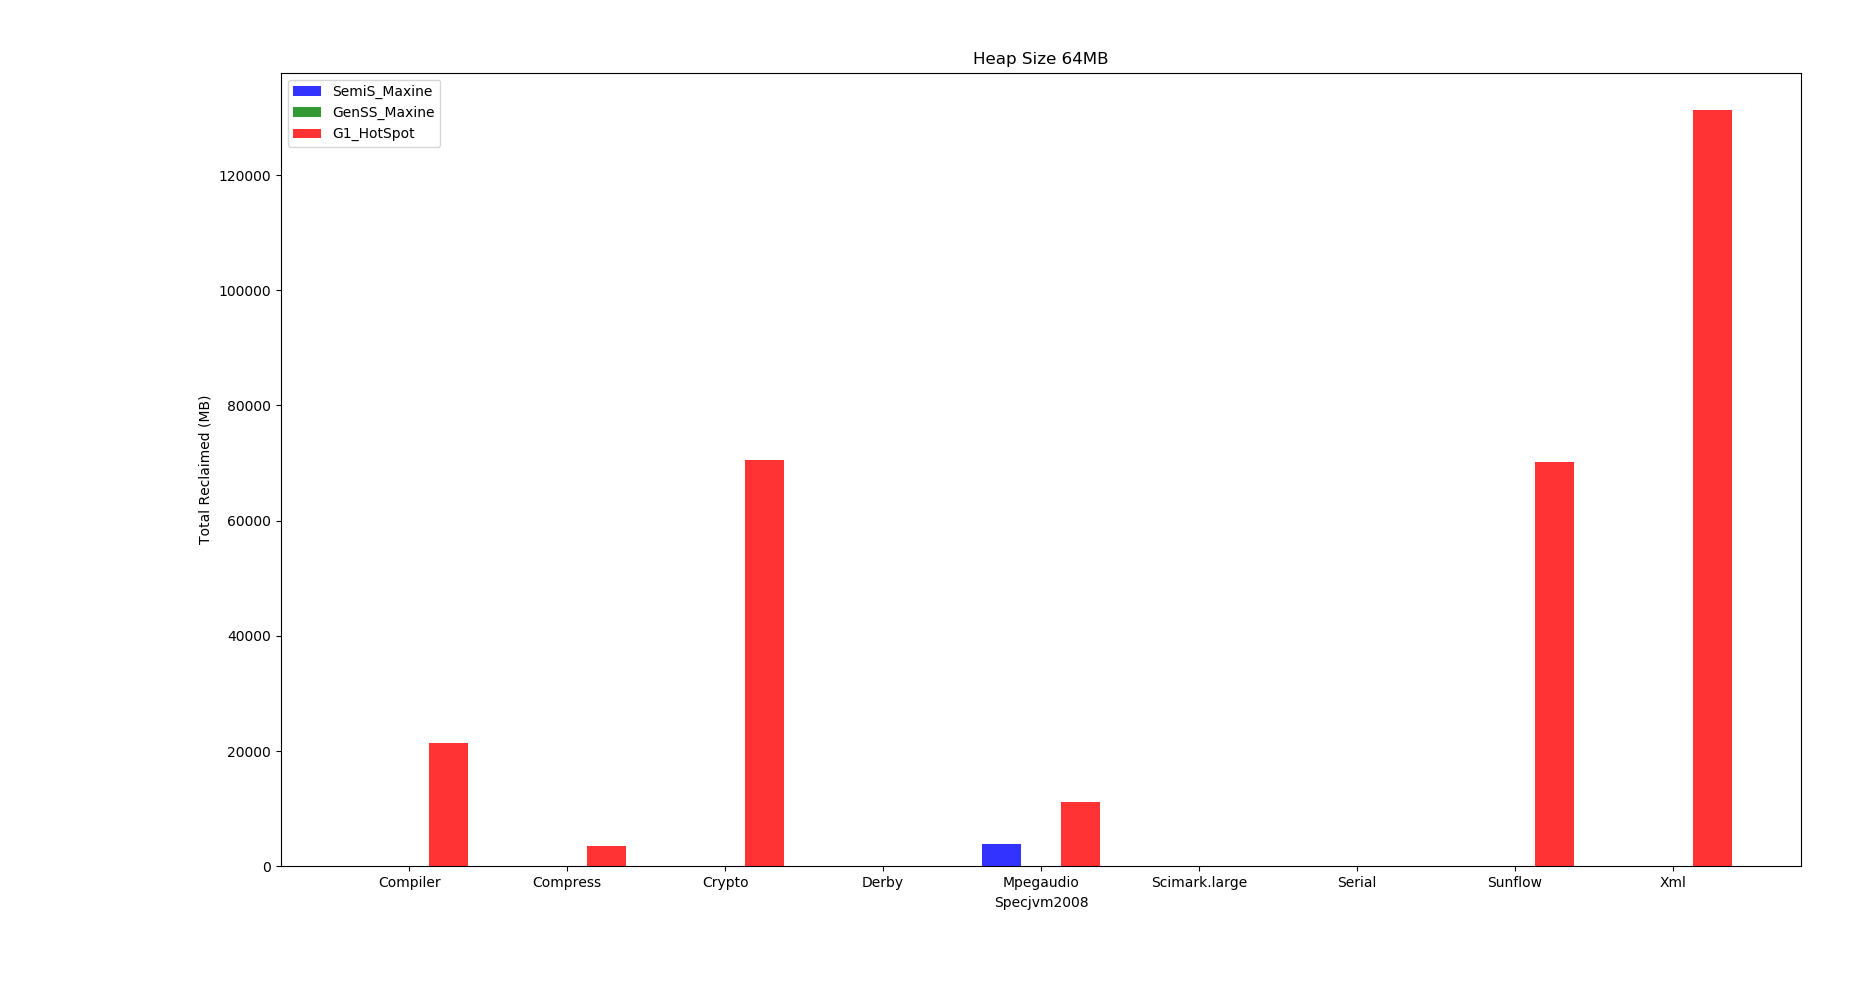 Heap Size 64MB
SemiS_Maxine
GenSS_Maxine
G1_HotSpot
Total Reclaimed (MB)
120000
100000
80000
60000
40000
20000
0
Compiler Compress Crypto Derby Mpegaudio Scimark.large Serial Sunflow Xml
Specjvm2008